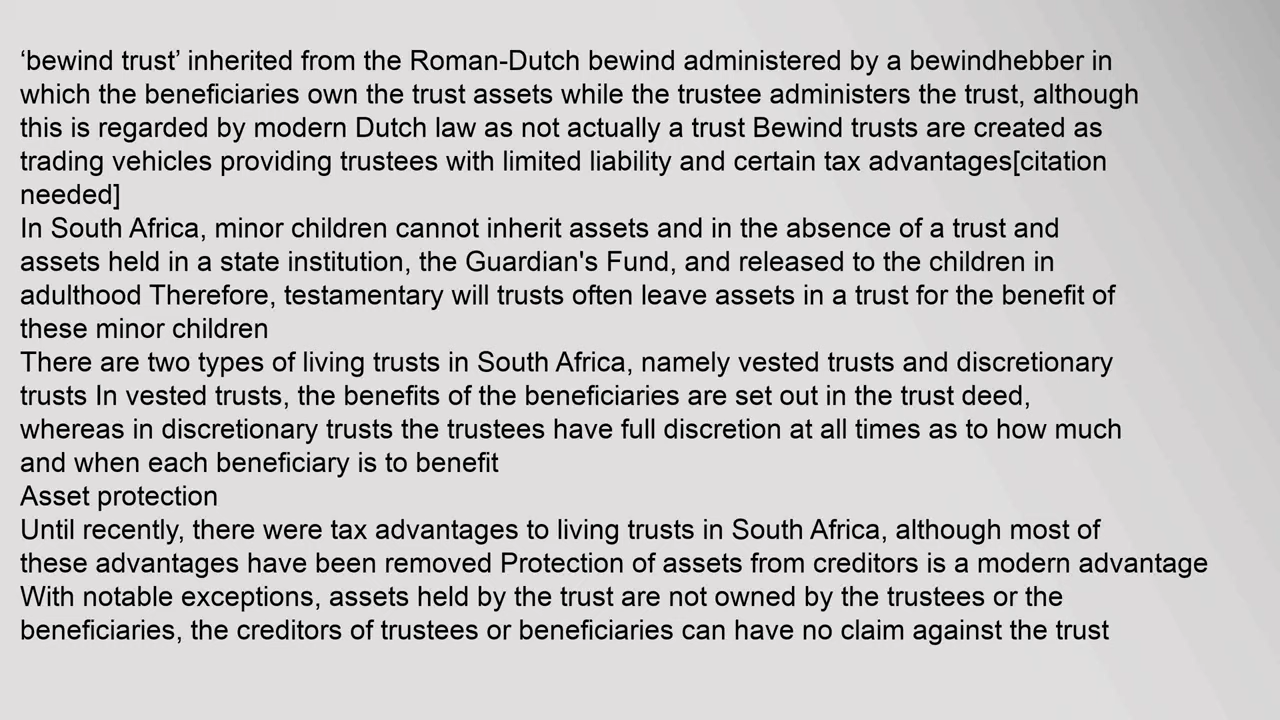 ‘bewind trust’ inherited from the Roman-Dutch bewind administered by a bewindhebber in
which the beneficiaries own the trust assets while the trustee administers the trust, although
this is regarded by modern Dutch law as not actually a trust Bewind trusts are created as
trading vehicles providing trustees with limited liability and certain tax advantages[citation
needed]
In South Africa, minor children cannot inherit assets and in the absence of a trust and
assets held in a state institution, the Guardian's Fund, and released to the children in
adulthood Therefore, testamentary will trusts often leave assets in a trust for the benefit of
these minor children
There are two types of living trusts in South Africa, namely vested trusts and discretionary
trusts In vested trusts, the benefits of the beneficiaries are set out in the trust deed,
whereas in discretionary trusts the trustees have full discretion at all times as to how much
and when each beneficiary is to benefit
Asset protection
Until recently, there were tax advantages to living trusts in South Africa, although most of
these advantages have been removed Protection of assets from creditors is a modern advantage
With notable exceptions, assets held by the trust are not owned by the trustees or the
beneficiaries, the creditors of trustees or beneficiaries can have no claim against the trust